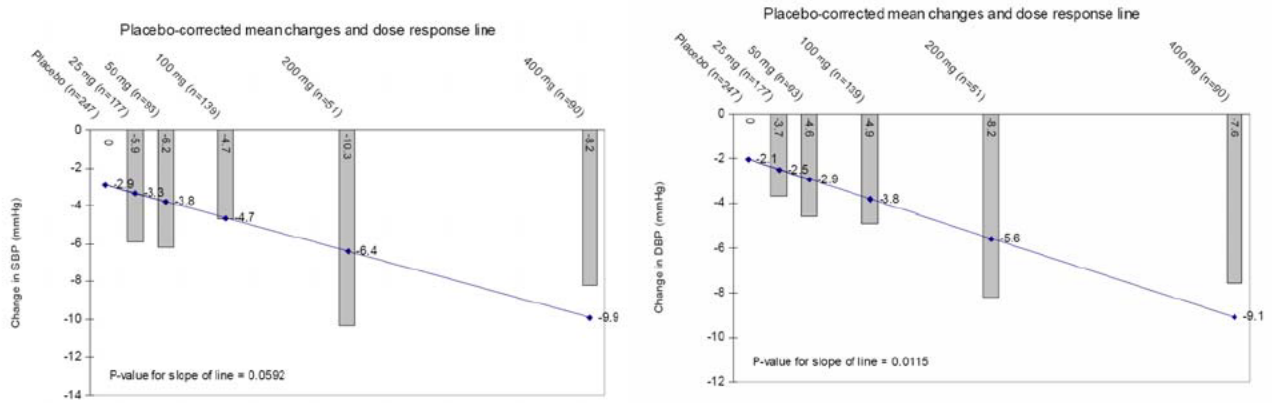 Placebo-corrected mean changes and dose response line
Placebo (n=247)
25 mg (n=177)
50 mg (n=93)
100 mg (n=139)
200 mg (n=51)
400 mg (n=90)
0
-2
-4
-6
-8
-10
-12
-14
Change in SBP (mmHg)
0
-5.9
-6.2
-4.7
-10.3
-8.2
-2.9
-3.3
-3.8
-4.7
-6.4
-9.9
P-value for slope of line = 0.0592
Placebo-corrected mean changes and dose response line
Placebo (n=247)
25 mg (n=177)
50 mg (n=93)
100 mg (n=139)
200 mg (n=51)
400 mg (n=90)
0
-2
-4
-6
-8
-10
-12
Change in DBP (mmHg)
0
-3.7
-4.6
-4.9
-8.2
-7.6
-2.1
-2.5
-2.9
-3.8
-5.6
-9.1
P-value for slope of line = 0.0115